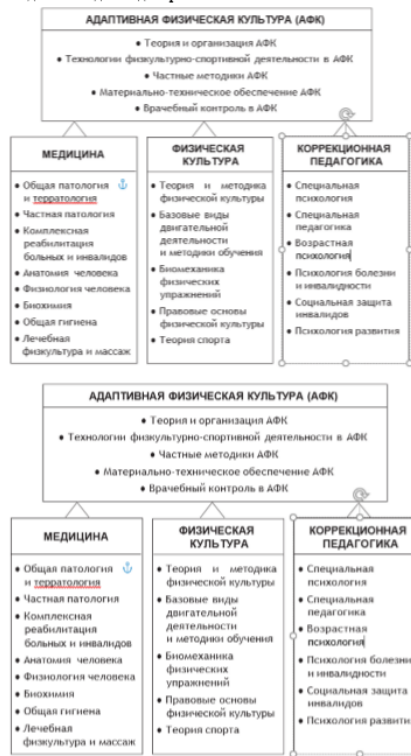 АДАПТИВНАЯ ФИЗИЧЕСКАЯ КУЛЬТУРА (АФК)
• Теория и организация АФК
• Технологии физкультурно-спортивной деятельности в АФК
• Частные методики АФК
• Материально-техническое обеспечение АФК
• Врачебный контроль в АФК
МЕДИЦИНА
• Общая патология
и терратология
• Частная патология
• Комплексная
реабилитация
больных и инвалидов
• Анатомия человека
• Физиология человека
• Биохимия
• Общая гигиена
• Лечебная
физкультура и массаж
ФИЗИЧЕСКАЯ
КУЛЬТУРА
• Теория и методика
физической культуры
• Базовые виды
двигательной
деятельности
и методики обучения
• Биомеханика
физических
упражнений
• Правовые основы
физической культуры
• Теория спорта
КОРРЕКЦИОННАЯ
ПЕДАГОГИКА
• Специальная
психология
• Специальная
педагогика
• Возрастная
психология
• Психология болезни
и инвалидности
• Социальная защита
инвалидов
• Психология развития
АДАПТИВНАЯ ФИЗИЧЕСКАЯ КУЛЬТУРА (АФК)
• Теория и организация АФК
• Технологии физкультурно-спортивной деятельности в АФК
• Частные методики АФК
• Материально-техническое обеспечение АФК
• Врачебный контроль в АФК
МЕДИЦИНА
• Общая патология
и терратология
• Частная патология
• Комплексная
реабилитация
больных и инвалидов
• Анатомия человека
• Физиология человека
• Биохимия
• Общая гигиена
• Лечебная
физкультура и массаж
ФИЗИЧЕСКАЯ
КУЛЬТУРА
• Теория и методика
физической культуры
• Базовые виды
двигательной
деятельности
и методики обучения
• Биомеханика
физических
упражнений
• Правовые основы
физической культуры
• Теория спорта
КОРРЕКЦИОННАЯ
ПЕДАГОГИКА
• Специальная
психология
• Специальная
педагогика
• Возрастная
психология
• Психология болезни
и инвалидности
• Социальная защита
инвалидов
• Психология развити